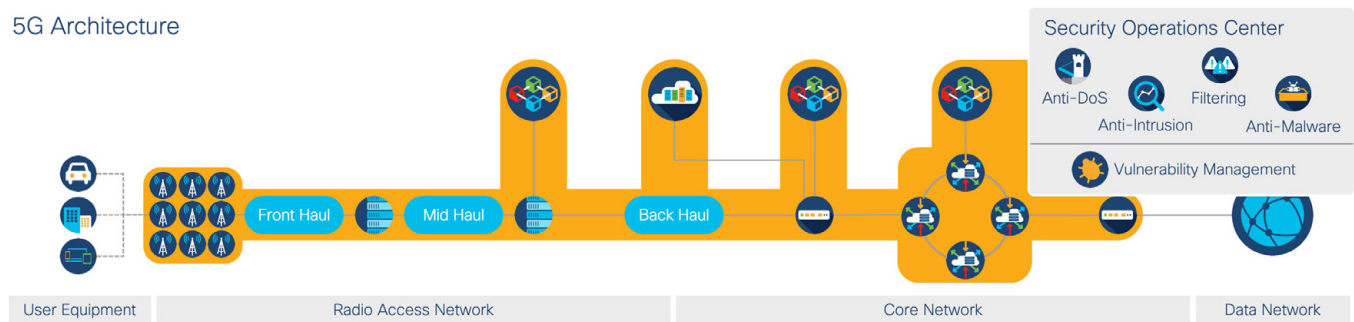 5G Architecture
Security Operations Center
Anti-DoS
Anti-Intrusion
Filtering
Anti-Malware
Vulnerability Management
Front Haul
Mid Haul
Back Haul
User Equipment
Radio Access Network
Core Network
Data Network